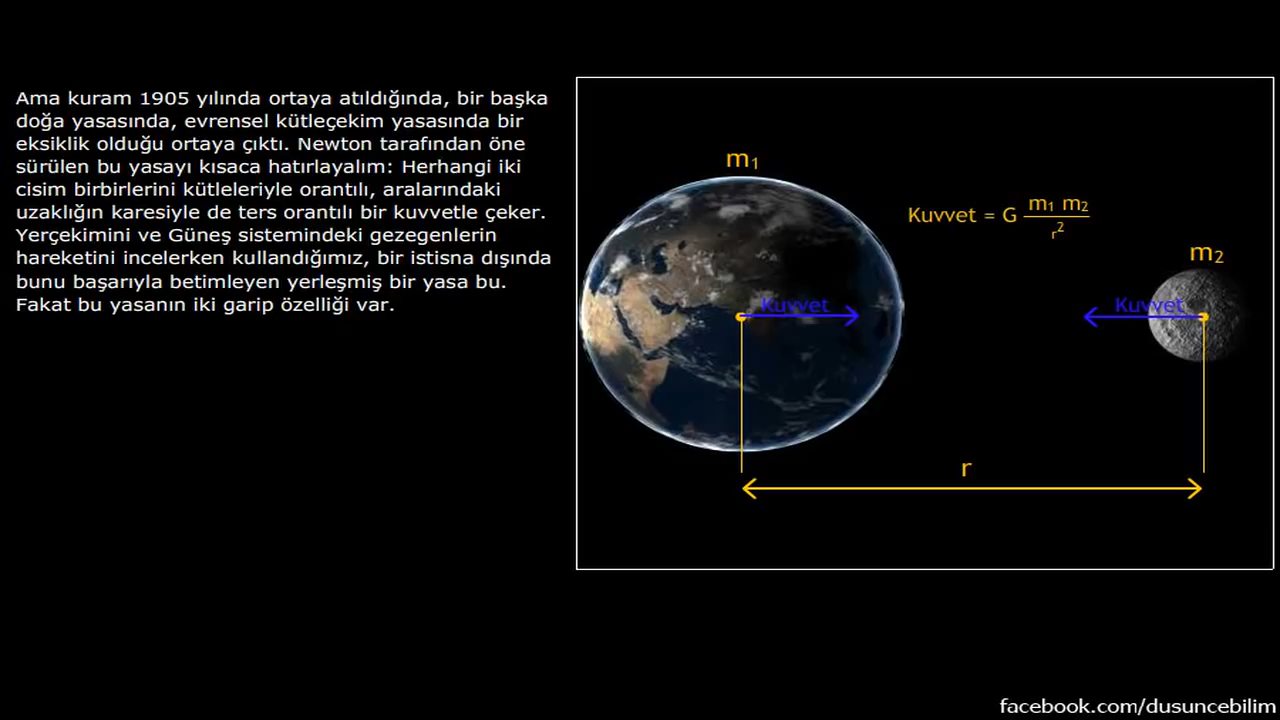 Ama kuram 1905 yılında ortaya atıldığında, bir başka
doğa yasasında, evrensel kütleçekim yasasında bir
eksiklik olduğu ortaya çıktı. Newton tarafından öne
sürülen bu yasayı kısaca hatırlayalım: Herhangi iki
cisim birbirlerini kütleleriyle orantılı, aralarındaki
uzaklığın karesiyle de ters orantılı bir kuvvetle çeker.
Yerçekimini ve Güneş sistemindeki gezegenlerin
hareketini incelerken kullandığımız, bir istisna dışında
bunu başarıyla betimleyen yerleşmiş bir yasa bu.
Fakat bu yasanın iki garip özelliği var.
m₁
Kuvvet = G m₁ m₂ / r²
m₂
Kuvvet
Kuvvet
r
facebook.com/dusuncebilim